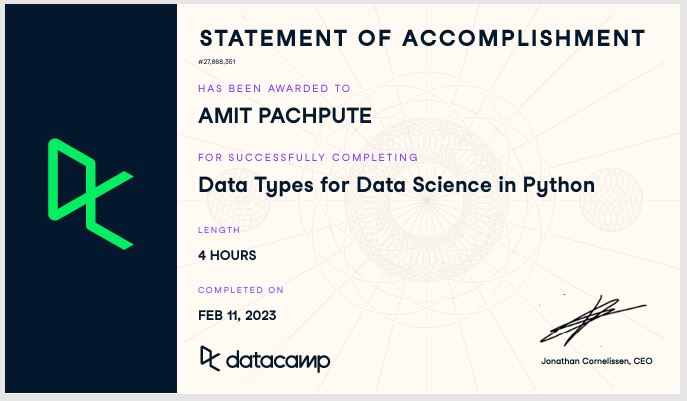 STATEMENT OF ACCOMPLISHMENT
#27,868,351
HAS BEEN AWARDED TO
AMIT PACHPUTE
FOR SUCCESSFULLY COMPLETING
Data Types for Data Science in Python
LENGTH
4 HOURS
COMPLETED ON
FEB 11, 2023
datacamp
Jonathan Cornelissen, CEO